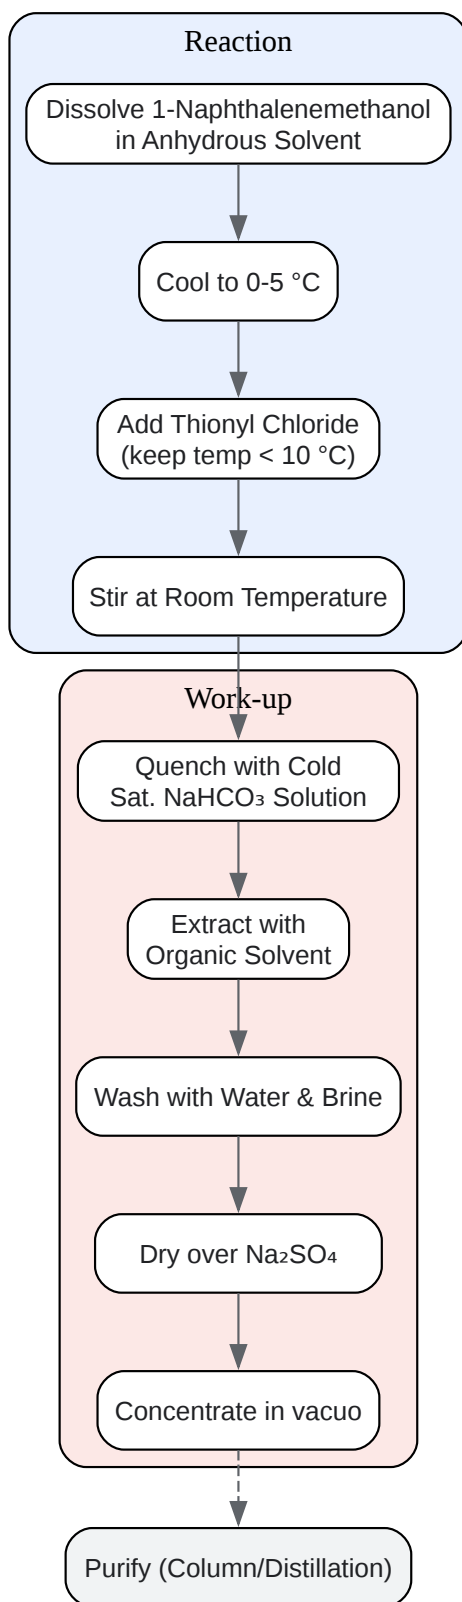 Reaction
Dissolve 1-Naphthalenemethanol
in Anhydrous Solvent
Cool to 0-5 °C
Add Thionyl Chloride
(keep temp < 10 °C)
Stir at Room Temperature
Work-up
Quench with Cold
Sat. NaHCO₃ Solution
Extract with
Organic Solvent
Wash with Water & Brine
Dry over Na₂SO₄
Concentrate in vacuo
Purify (Column/Distillation)